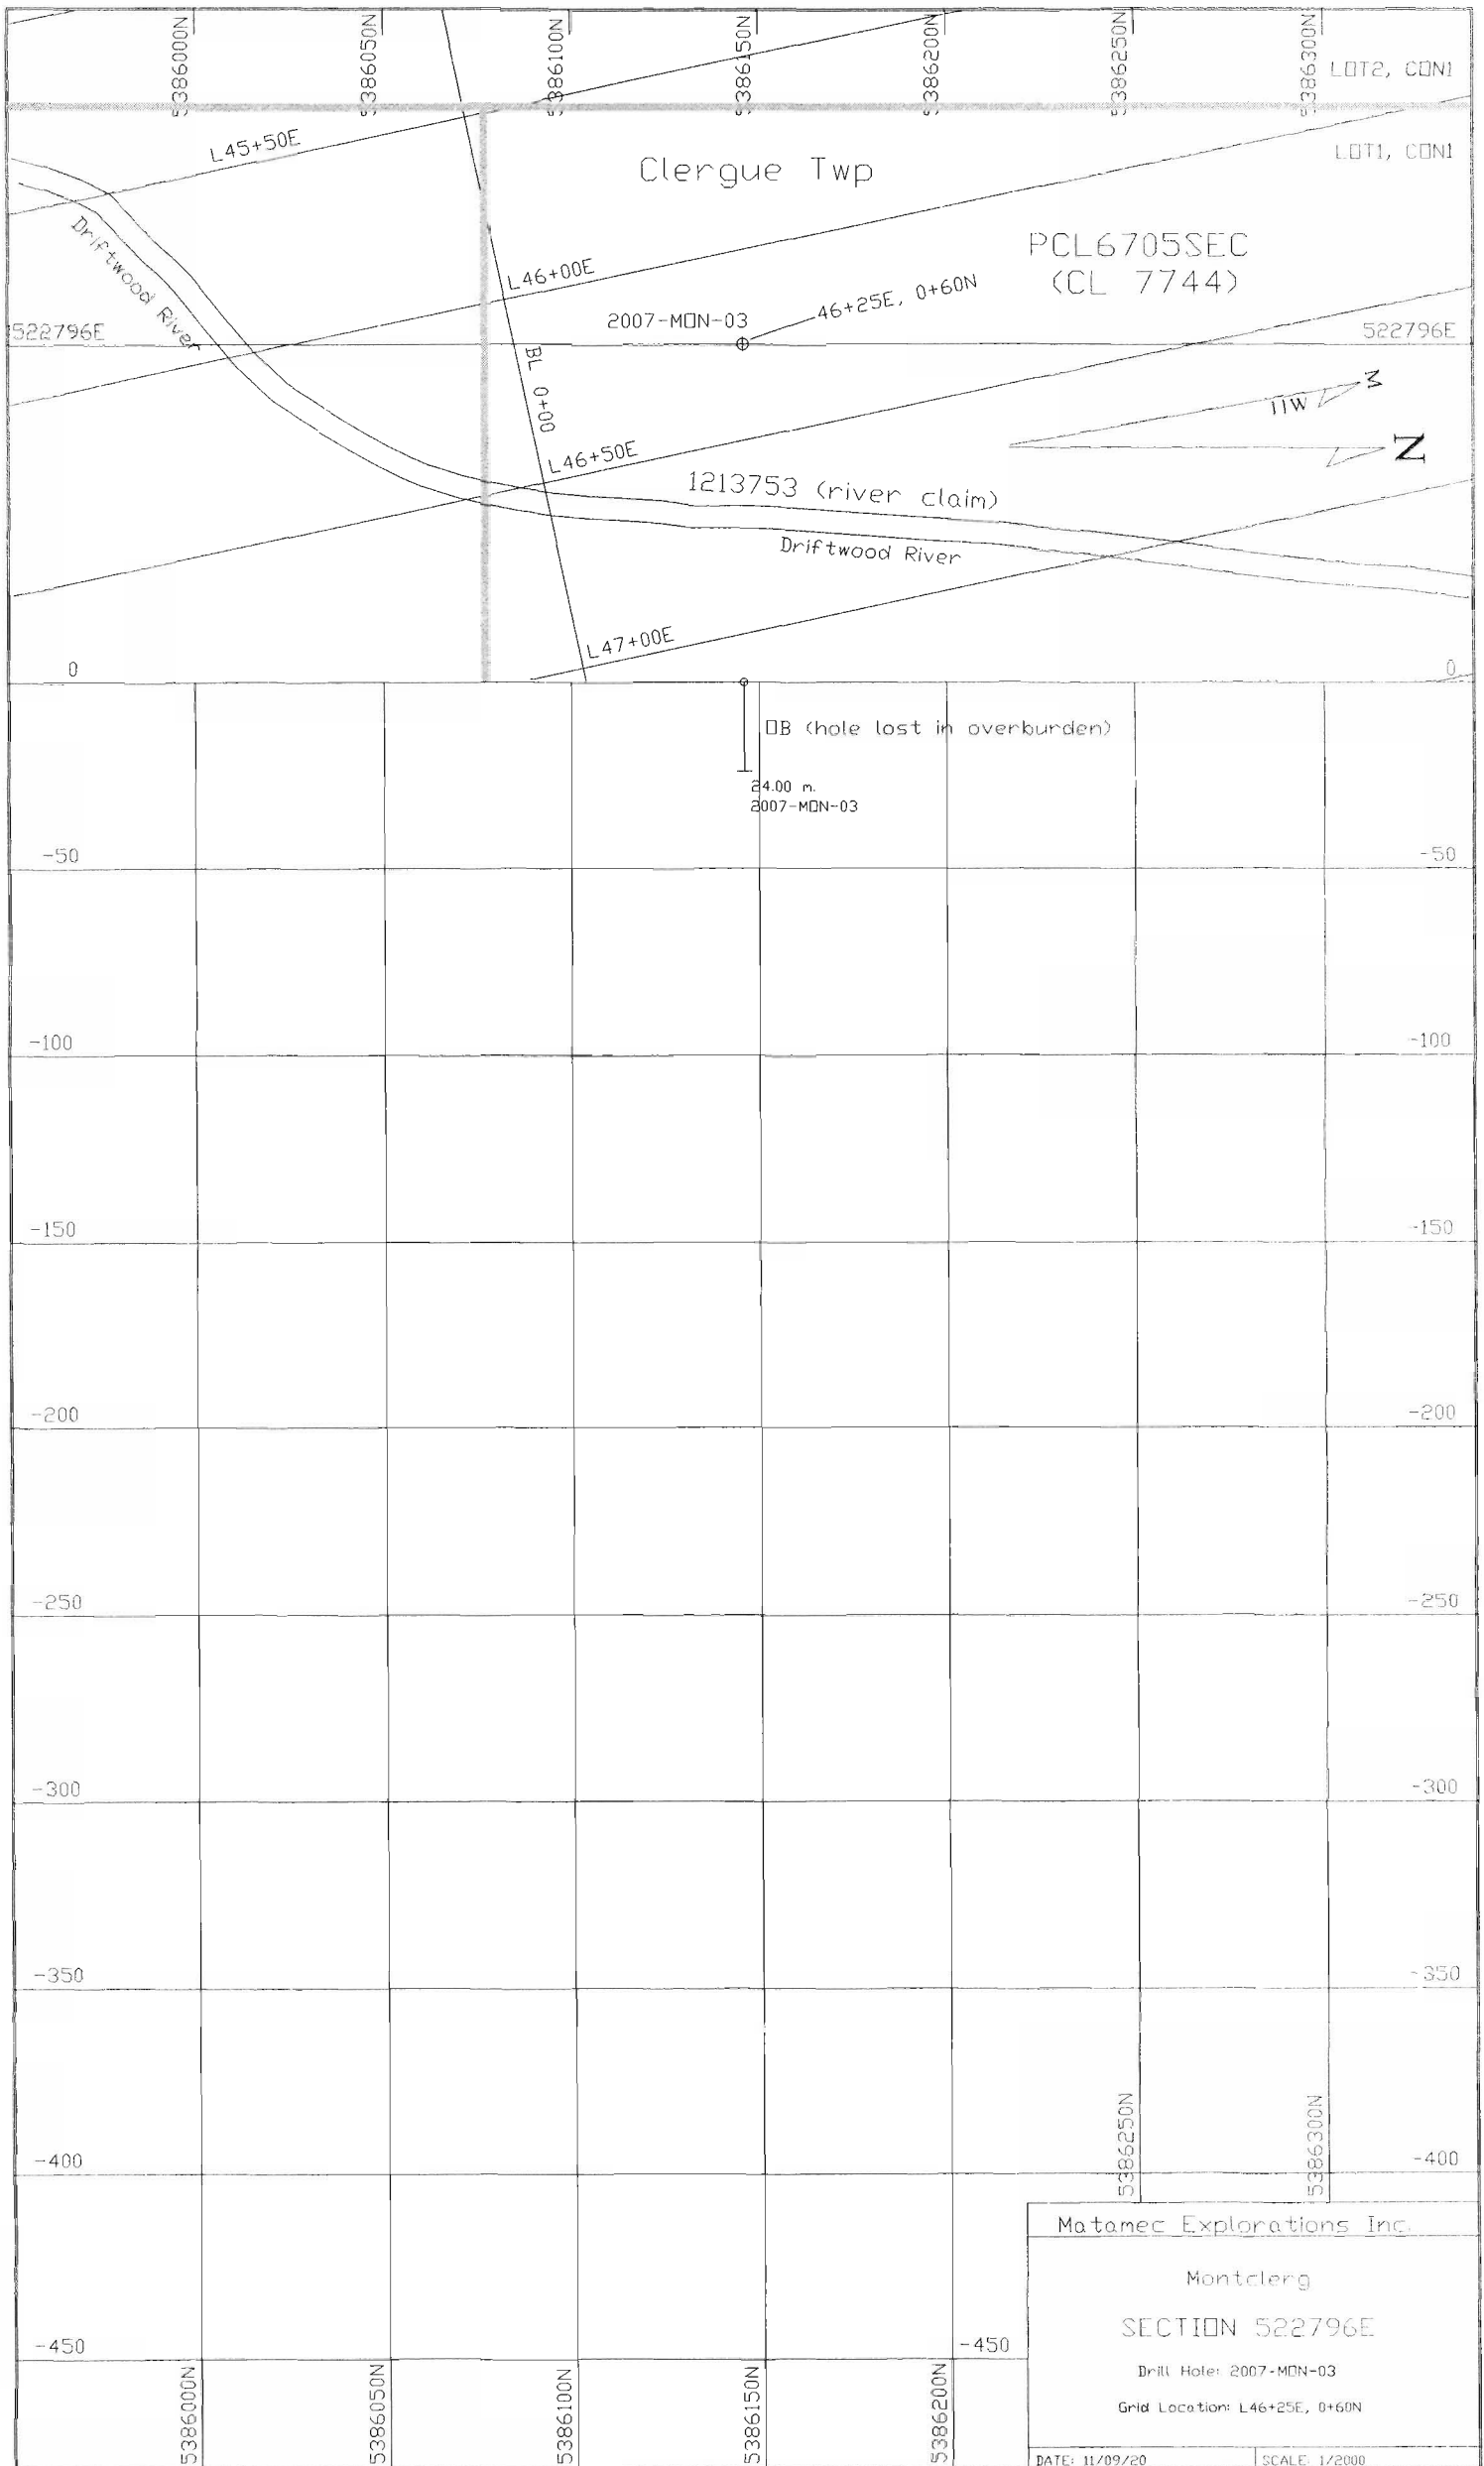 5386000N
5386050N
5386100N
5386150N
5386200N
5386250N
5386300N
LOT2, CON1
L45+50E
Clergue Twp
LOT1, CON1
Driftwood River
PCL6705SEC
(CL 7744)
L46+00E
46+25E, 0+60N
2007-MON-03
522796E
522796E
BL 0+00
11W
N
L46+50E
1213753 (river claim)
Driftwood River
L47+00E
0
0
OB (hole lost in overburden)
24.00 m.
2007-MON-03
-50
-50
-100
-100
-150
-150
-200
-200
-250
-250
-300
-300
-350
-350
5386250N
5386300N
-400
-400
Matamec Explorations Inc.
Montclerg
SECTION 522796E
-450
-450
Drill Hole: 2007-MON-03
Grid Location: L46+25E, 0+60N
5386000N
5386050N
5386100N
5386150N
5386200N
DATE: 11/09/20
SCALE: 1/2000